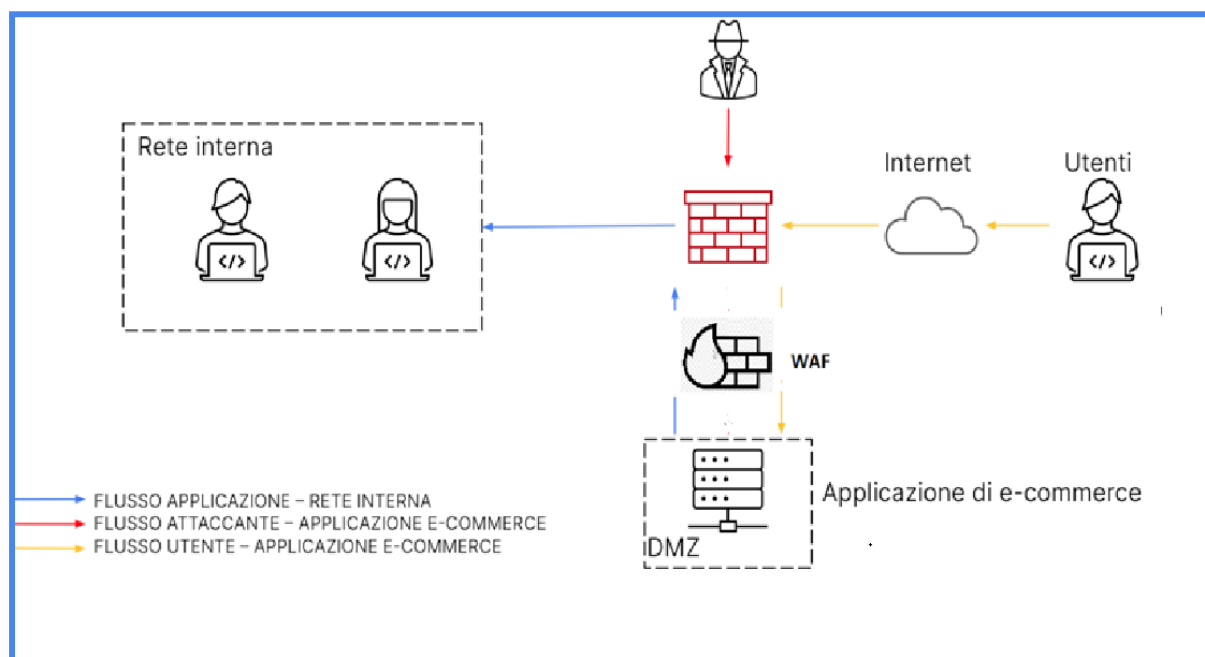 Rete interna
Internet
Utenti
WAF
Applicazione di e-commerce
DMZ
FLUSSO APPLICAZIONE – RETE INTERNA
FLUSSO ATTACCANTE – APPLICAZIONE E-COMMERCE
FLUSSO UTENTE – APPLICAZIONE E-COMMERCE